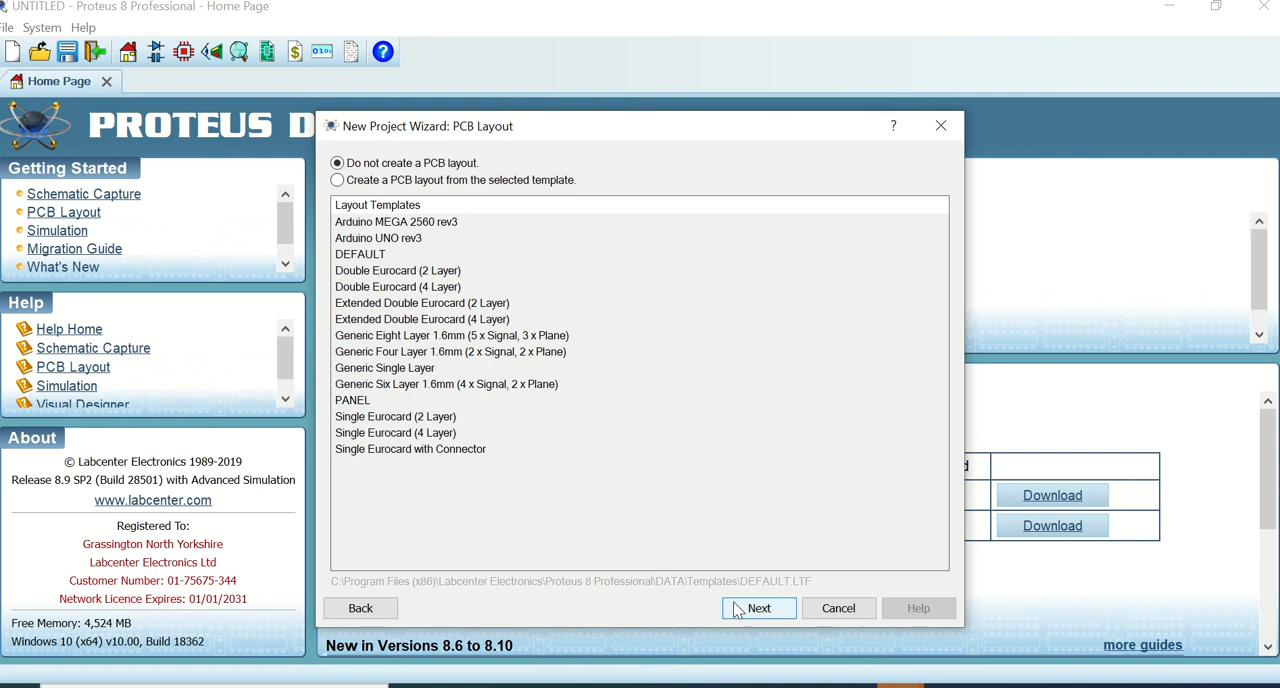 UNTITLED - Proteus 8 Professional - Home Page
File System Help
$ 0101 ?
Home Page
PROTEUS D
Getting Started
Schematic Capture
PCB Layout
Simulation
Migration Guide
What's New
Help
Help Home
Schematic Capture
PCB Layout
Simulation
Visual Designer
About
© Labcenter Electronics 1989-2019
Release 8.9 SP2 (Build 28501) with Advanced Simulation
www.labcenter.com
Registered To:
Grassington North Yorkshire
Labcenter Electronics Ltd
Customer Number: 01-75675-344
Network Licence Expires: 01/01/2031
Free Memory: 4,524 MB
Windows 10 (x64) v10.00, Build 18362
New Project Wizard: PCB Layout
?
Do not create a PCB layout.
Create a PCB layout from the selected template.
Layout Templates
Arduino MEGA 2560 rev3
Arduino UNO rev3
DEFAULT
Double Eurocard (2 Layer)
Double Eurocard (4 Layer)
Extended Double Eurocard (2 Layer)
Extended Double Eurocard (4 Layer)
Generic Eight Layer 1.6mm (5 x Signal, 3 x Plane)
Generic Four Layer 1.6mm (2 x Signal, 2 x Plane)
Generic Single Layer
Generic Six Layer 1.6mm (4 x Signal, 2 x Plane)
PANEL
Single Eurocard (2 Layer)
Single Eurocard (4 Layer)
Single Eurocard with Connector
C:\Program Files (x86)\Labcenter Electronics\Proteus 8 Professional\DATA\Templates\DEFAULT.LTF
Back Next Cancel Help
d
Download
Download
New in Versions 8.6 to 8.10
more guides